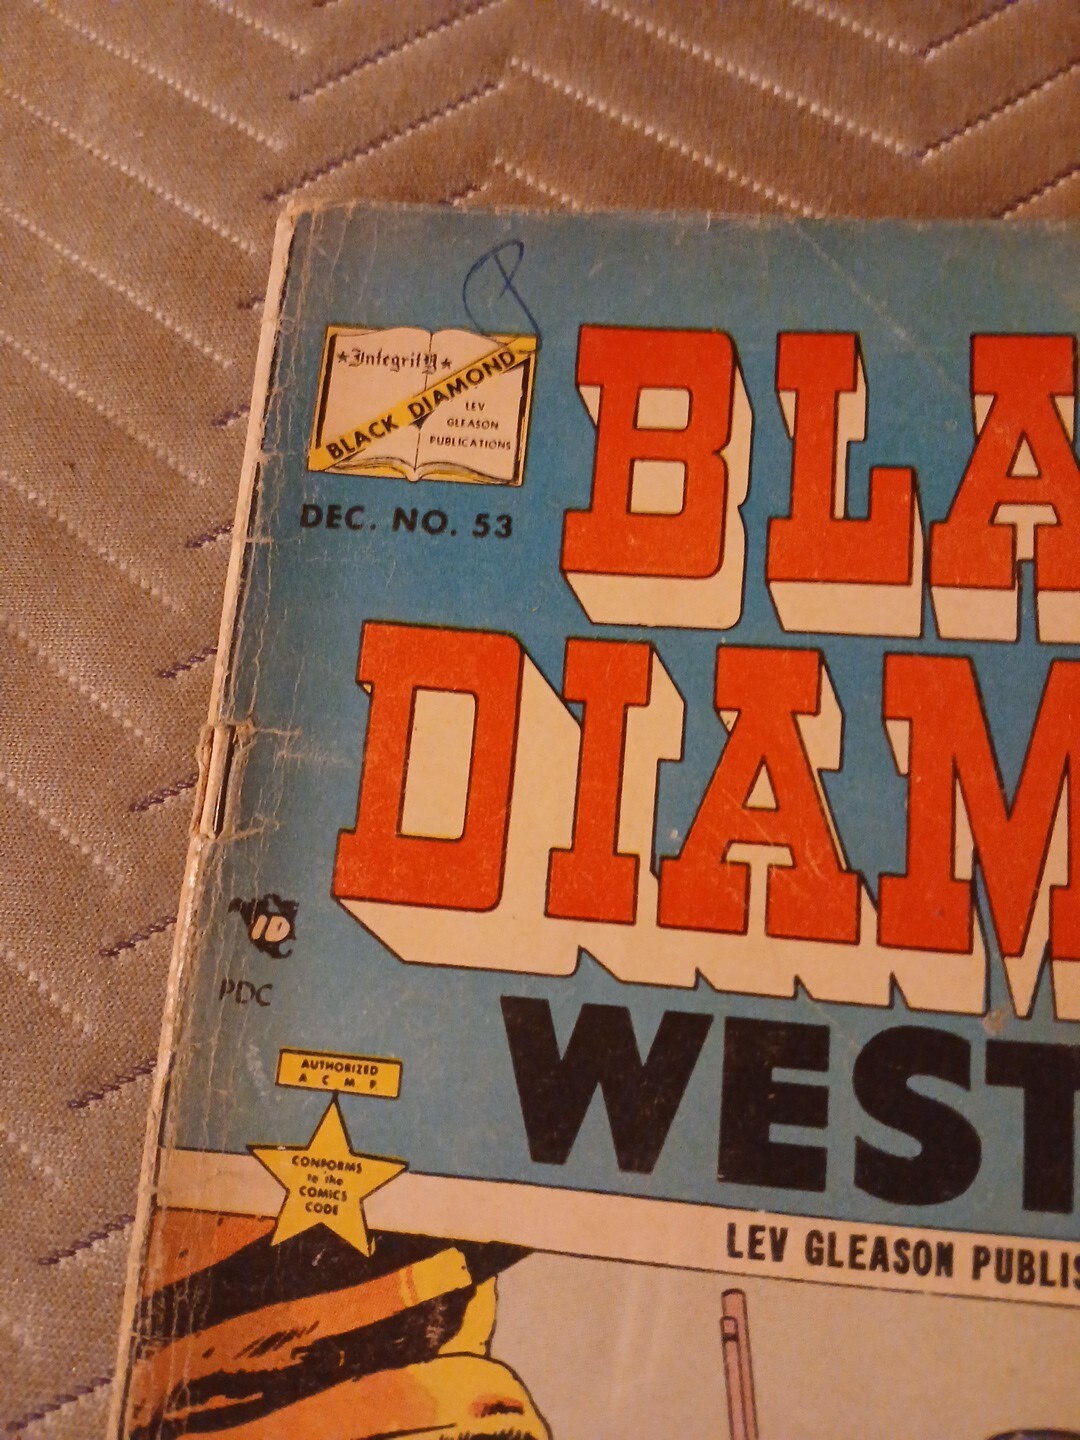 ★Integrity★
BLACK DIAMOND
LEV
GLEASON
PUBLICATIONS
DEC. NO. 53
BLA
DIAM
WEST
ID
PDC
AUTHORIZED
A C M P
CONFORMS
to the
COMICS
CODE
LEV GLEASON PUBLIS